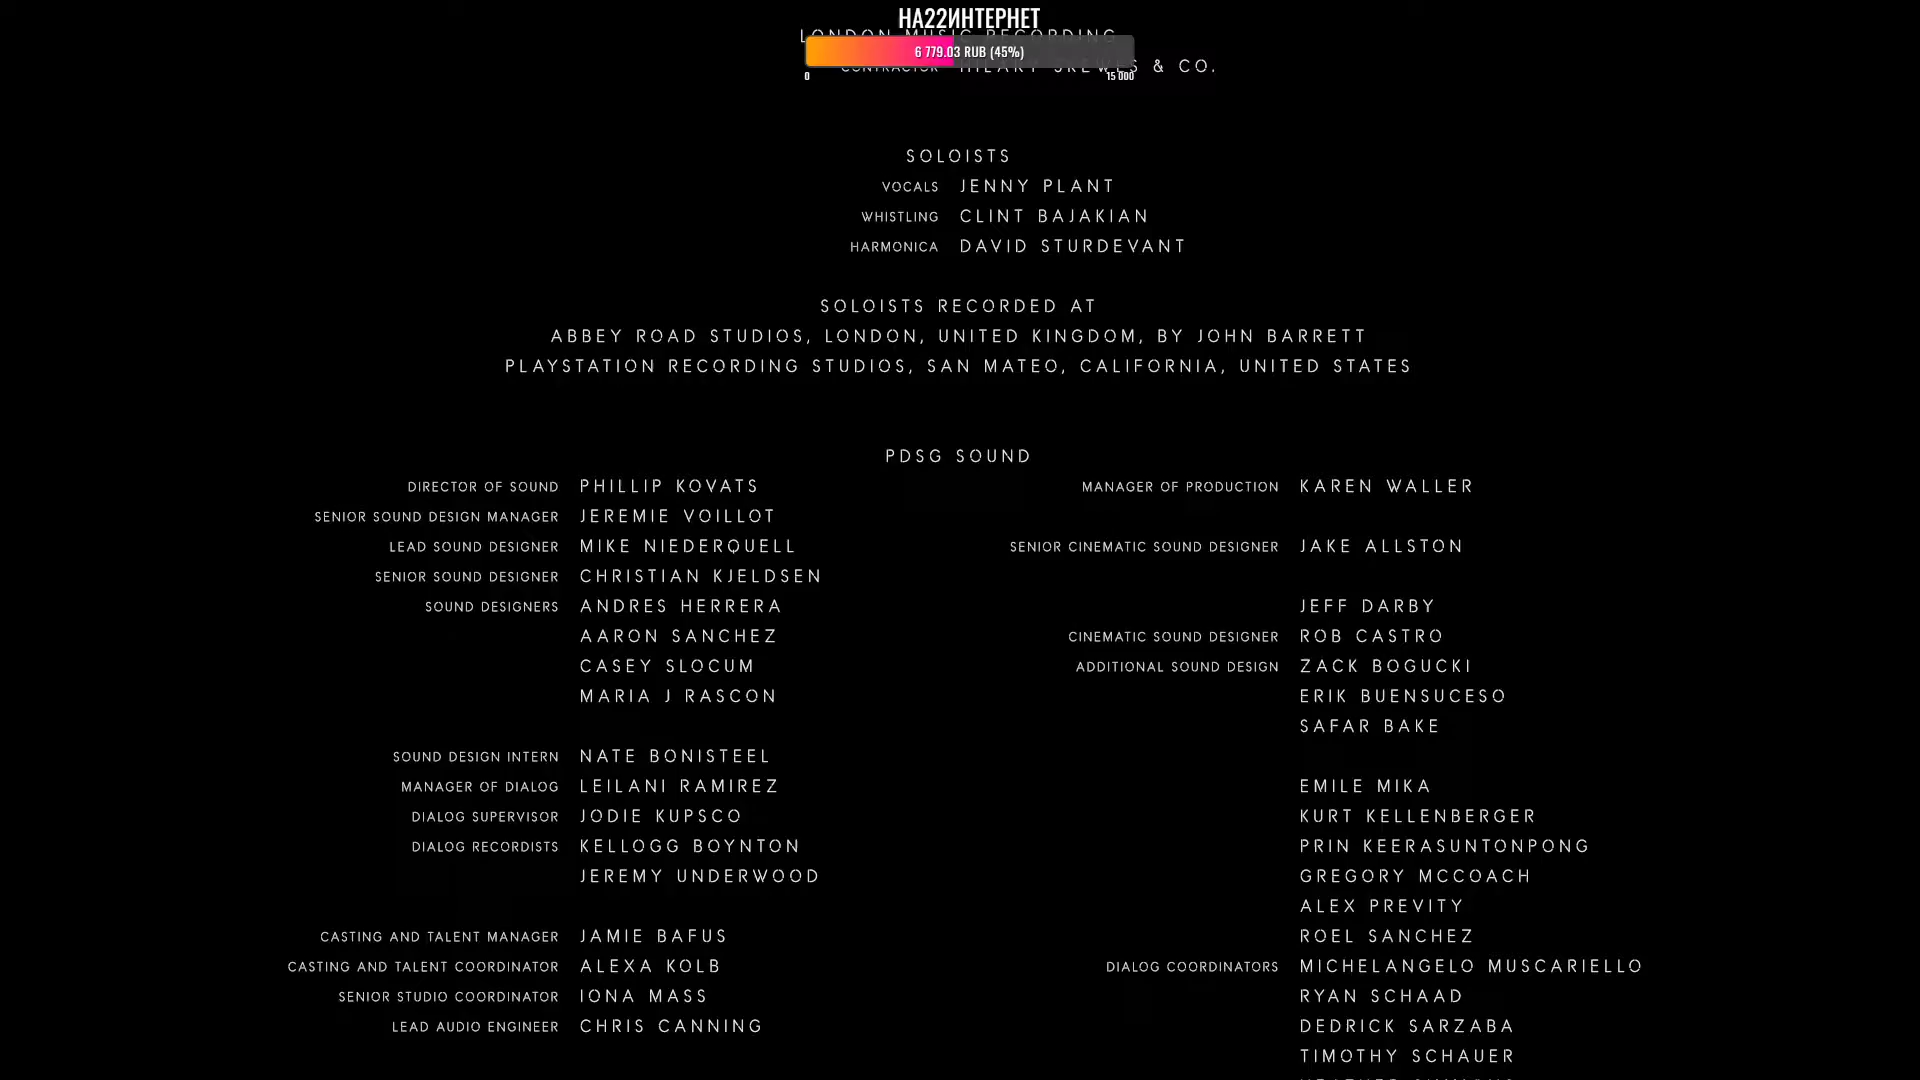 НА22ИНТЕРНЕТ
LONDON MUSIC RECORDING
6 779.03 RUB (45%)
CONTRACTOR HILARY SKEWES & CO.
0 15 000
SOLOISTS
VOCALS JENNY PLANT
WHISTLING CLINT BAJAKIAN
HARMONICA DAVID STURDEVANT
SOLOISTS RECORDED AT
ABBEY ROAD STUDIOS, LONDON, UNITED KINGDOM, BY JOHN BARRETT
PLAYSTATION RECORDING STUDIOS, SAN MATEO, CALIFORNIA, UNITED STATES
PDSG SOUND
DIRECTOR OF SOUND PHILLIP KOVATS
SENIOR SOUND DESIGN MANAGER JEREMIE VOILLOT
LEAD SOUND DESIGNER MIKE NIEDERQUELL
SENIOR SOUND DESIGNER CHRISTIAN KJELDSEN
SOUND DESIGNERS ANDRES HERRERA
AARON SANCHEZ
CASEY SLOCUM
MARIA J RASCON
SOUND DESIGN INTERN NATE BONISTEEL
MANAGER OF DIALOG LEILANI RAMIREZ
DIALOG SUPERVISOR JODIE KUPSCO
DIALOG RECORDISTS KELLOGG BOYNTON
JEREMY UNDERWOOD
CASTING AND TALENT MANAGER JAMIE BAFUS
CASTING AND TALENT COORDINATOR ALEXA KOLB
SENIOR STUDIO COORDINATOR IONA MASS
LEAD AUDIO ENGINEER CHRIS CANNING
MANAGER OF PRODUCTION KAREN WALLER
SENIOR CINEMATIC SOUND DESIGNER JAKE ALLSTON
JEFF DARBY
CINEMATIC SOUND DESIGNER ROB CASTRO
ADDITIONAL SOUND DESIGN ZACK BOGUCKI
ERIK BUENSUCESO
SAFAR BAKE
EMILE MIKA
KURT KELLENBERGER
PRIN KEERASUNTONPONG
GREGORY MCCOACH
ALEX PREVITY
ROEL SANCHEZ
DIALOG COORDINATORS MICHELANGELO MUSCARIELLO
RYAN SCHAAD
DEDRICK SARZABA
TIMOTHY SCHAUER